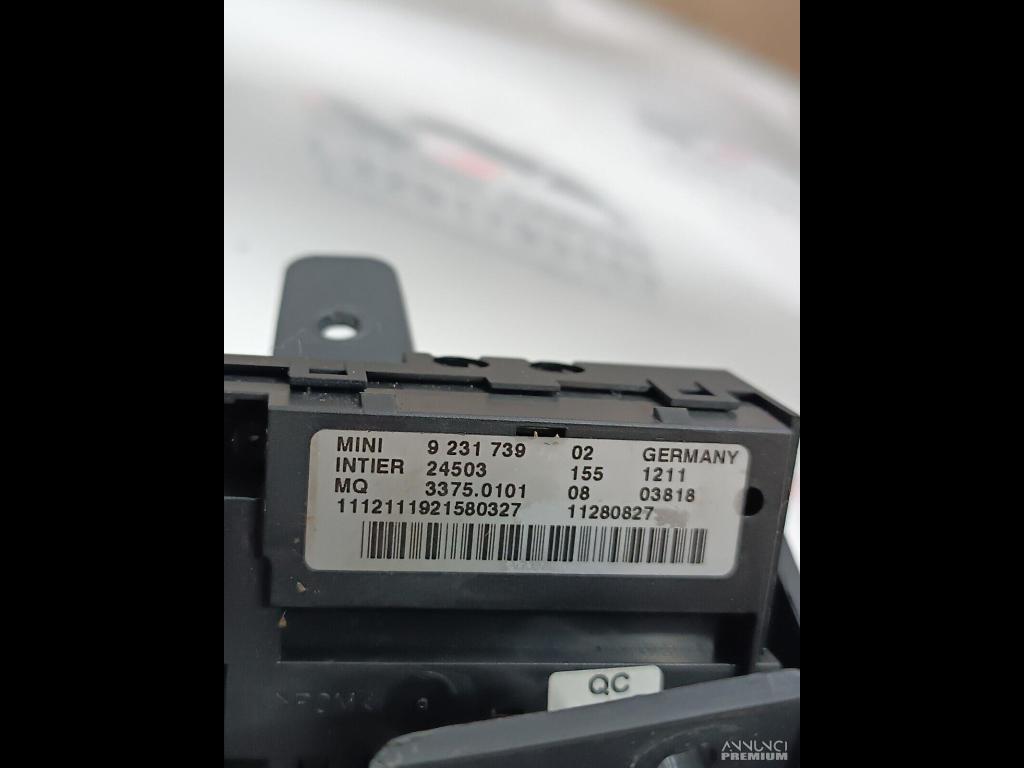 MINI 9 231 739 02 GERMANY
INTIER 24503 155 1211
MQ 3375.0101 08 03818
1112111921580327 11280827
QC
>POM<
ANNUNCI
PREMIUM